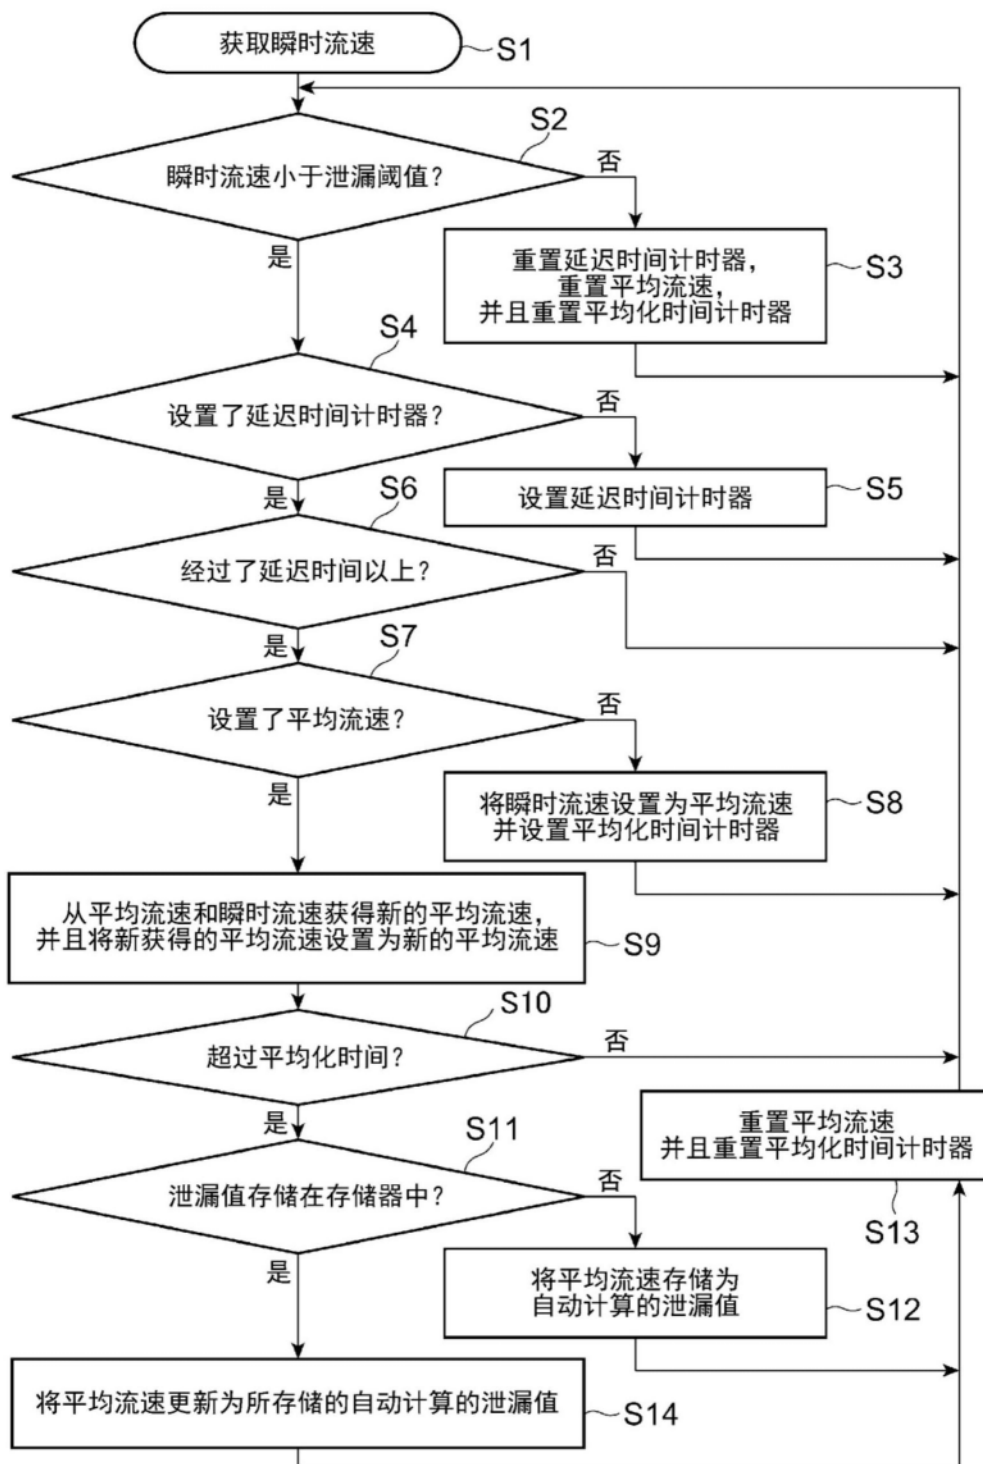 获取瞬时流速
S1
S2
瞬时流速小于泄漏阈值？
否
是
重置延迟时间计时器，
重置平均流速，
并且重置平均化时间计时器
S3
S4
设置了延迟时间计时器？
否
是
设置延迟时间计时器
S5
S6
经过了延迟时间以上？
否
是
S7
设置了平均流速？
否
是
将瞬时流速设置为平均流速
并设置平均化时间计时器
S8
从平均流速和瞬时流速获得新的平均流速，
并且将新获得的平均流速设置为新的平均流速
S9
S10
超过平均化时间？
否
是
重置平均流速
并且重置平均化时间计时器
S13
S11
泄漏值存储在存储器中？
否
是
将平均流速存储为
自动计算的泄漏值
S12
将平均流速更新为所存储的自动计算的泄漏值
S14